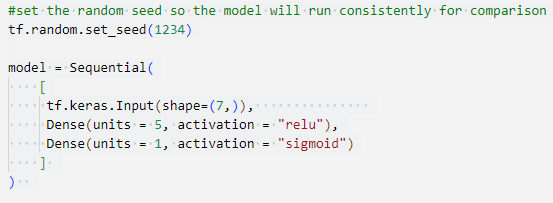 #set the random seed so the model will run consistently for comparison
tf.random.set_seed(1234)
model = Sequential(
[
tf.keras.Input(shape=(7,)),
Dense(units = 5, activation = "relu"),
Dense(units = 1, activation = "sigmoid")
]
)